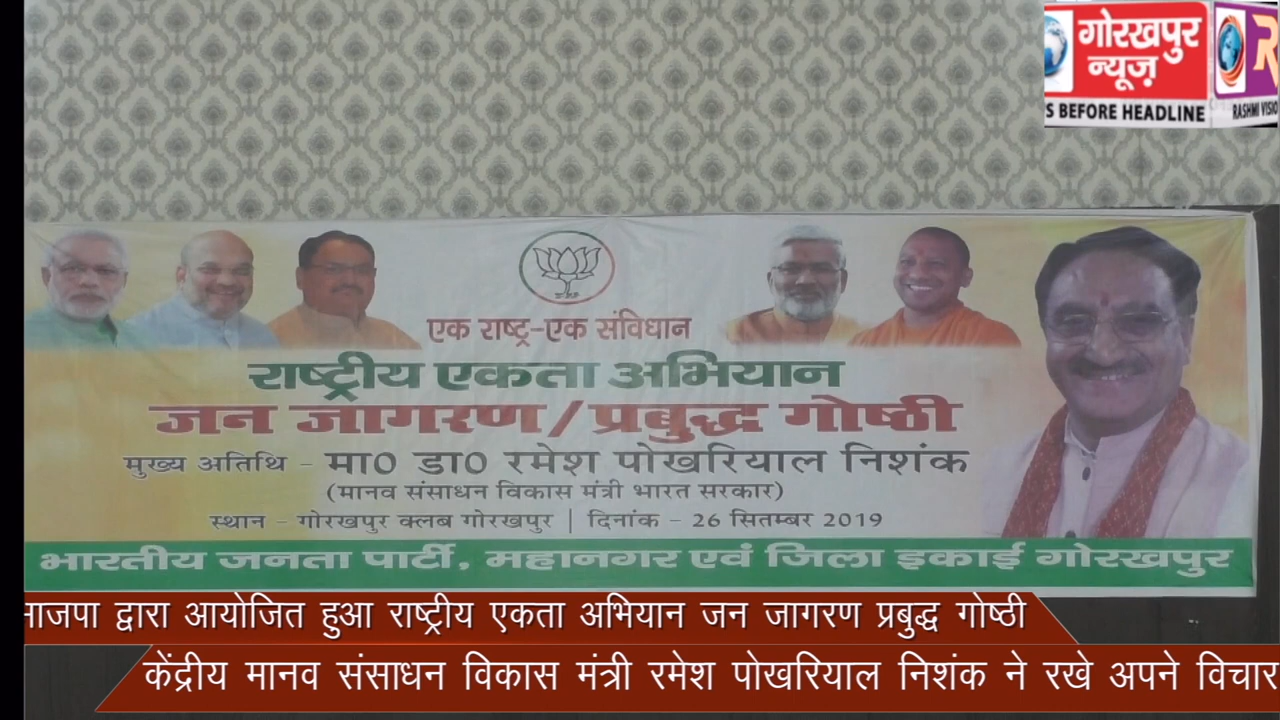 गोरखपुर
न्यूज़
S BEFORE HEADLINE
R
RASHMI VISIO
एक राष्ट्र-एक संविधान
राष्ट्रीय एकता अभियान
जन जागरण/प्रबुद्ध गोष्ठी
मुख्य अतिथि - मा0 डा0 रमेश पोखरियाल निशंक
(मानव संसाधन विकास मंत्री भारत सरकार)
स्थान - गोरखपुर क्लब गोरखपुर | दिनांक - 26 सितम्बर 2019
भारतीय जनता पार्टी, महानगर एवं जिला इकाई गोरखपुर
भाजपा द्वारा आयोजित हुआ राष्ट्रीय एकता अभियान जन जागरण प्रबुद्ध गोष्ठी
केंद्रीय मानव संसाधन विकास मंत्री रमेश पोखरियाल निशंक ने रखे अपने विचार